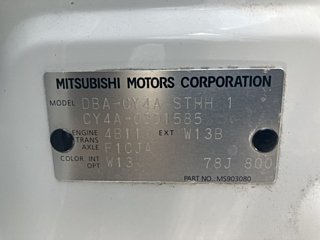 MITSUBISHI MOTORS CORPORATION
MODEL DBA-CY4A STHH 1
CY4A-0301585
ENGINE 4B11 EXT W13B
TRANS AXLE F1CJA
COLOR INT OPT W13 78J 800
PART NO.: MS903080